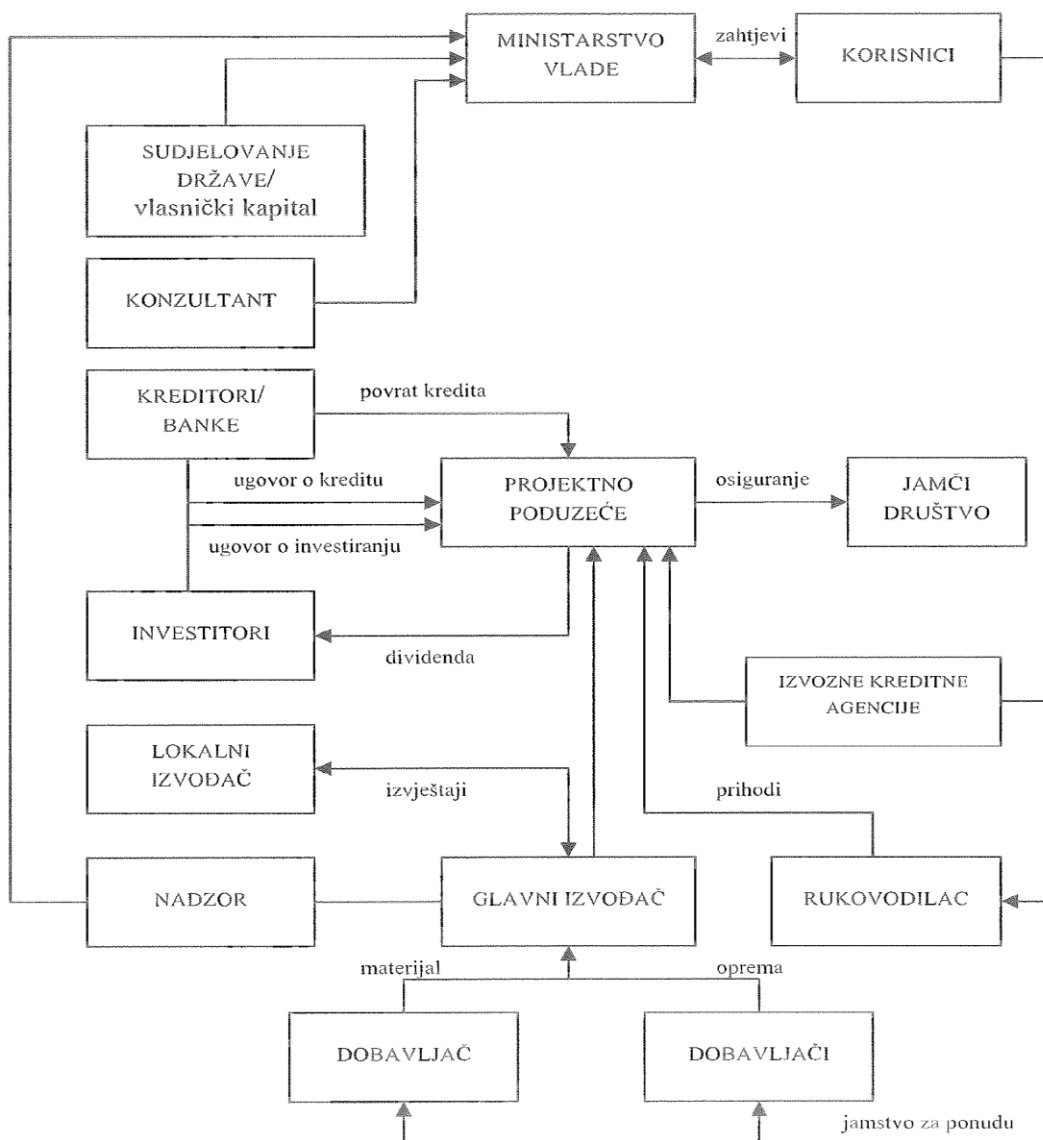 MINISTARSTVO
VLADE
zahtjevi
KORISNICI
SUDJELOVANJE
DRŽAVE/
vlasnički kapital
KONZULTANT
KREDITORI/
BANKE
povrat kredita
ugovor o kreditu
ugovor o investiranju
PROJEKTNO
PODUZEĆE
osiguranje
JAMČI
DRUŠTVO
INVESTITORI
dividenda
IZVOZNE KREDITNE
AGENCIJE
LOKALNI
IZVOĐAČ
izvještaji
prihodi
NADZOR
GLAVNI IZVOĐAČ
RUKOVODILAC
materijal
oprema
DOBAVLJAČ
DOBAVLJAČI
jamstvo za ponudu